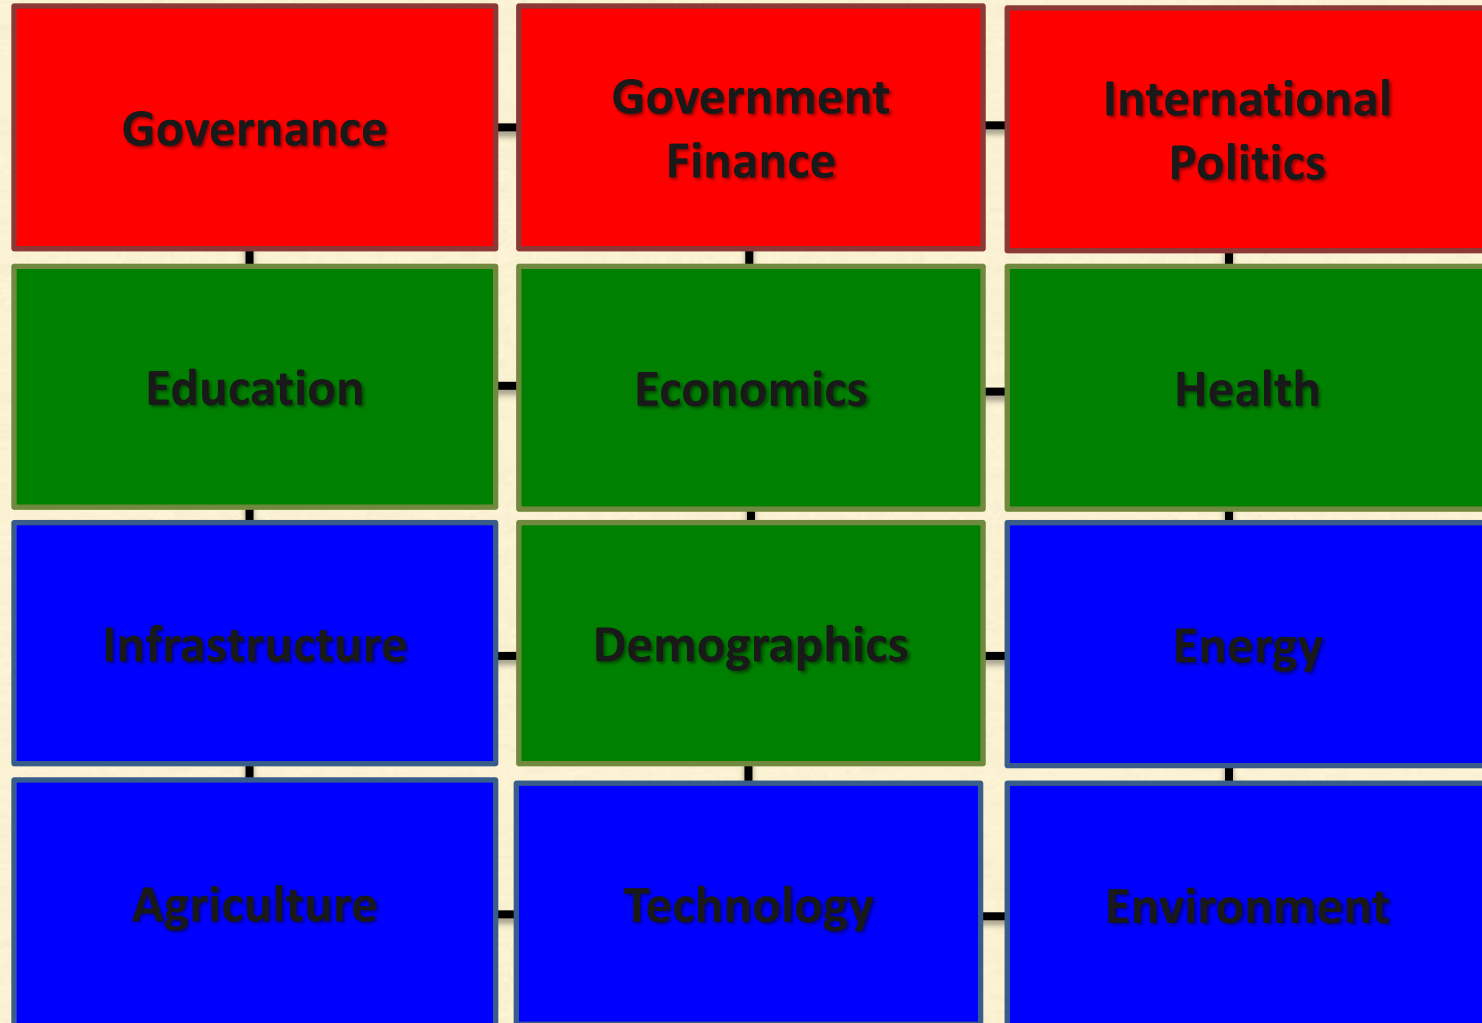 Governance
Government
Finance
International
Politics
Education
Economics
Health
Infrastructure
Demographics
Energy
Agriculture
Technology
Environment